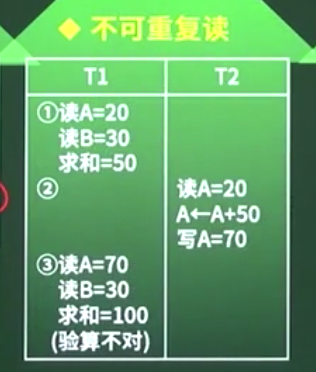 ◆ 不可重复读
T1 T2
①读A=20
读B=30
求和=50
② 读A=20
A←A+50
写A=70
③读A=70
读B=30
求和=100
(验算不对)